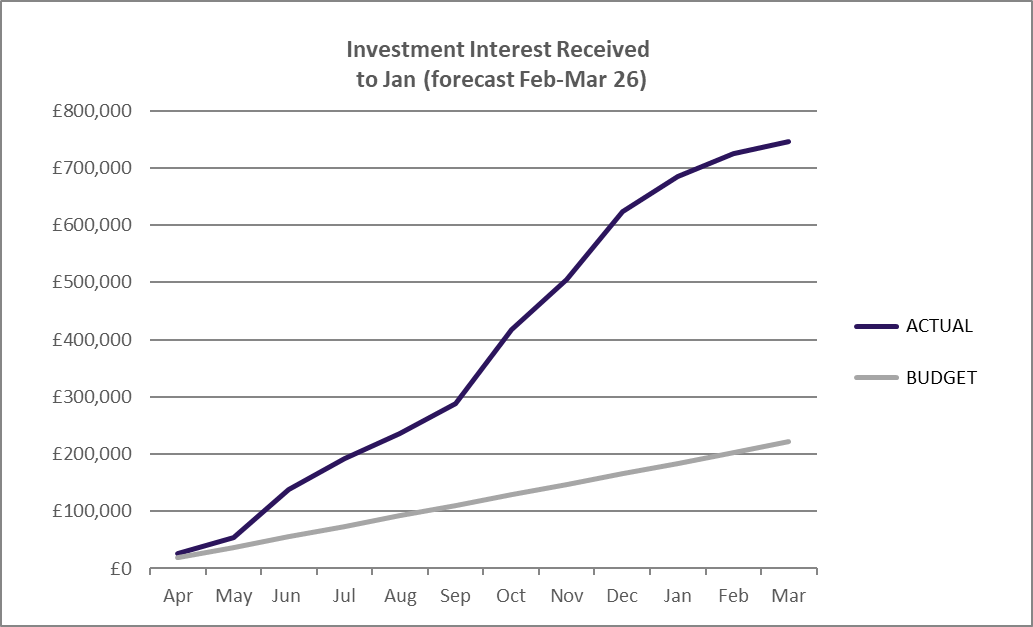 Investment Interest Received
to Jan (forecast Feb-Mar 26)
£800,000
£700,000
£600,000
£500,000
£400,000
£300,000
£200,000
£100,000
£0
Apr May Jun Jul Aug Sep Oct Nov Dec Jan Feb Mar
ACTUAL
BUDGET